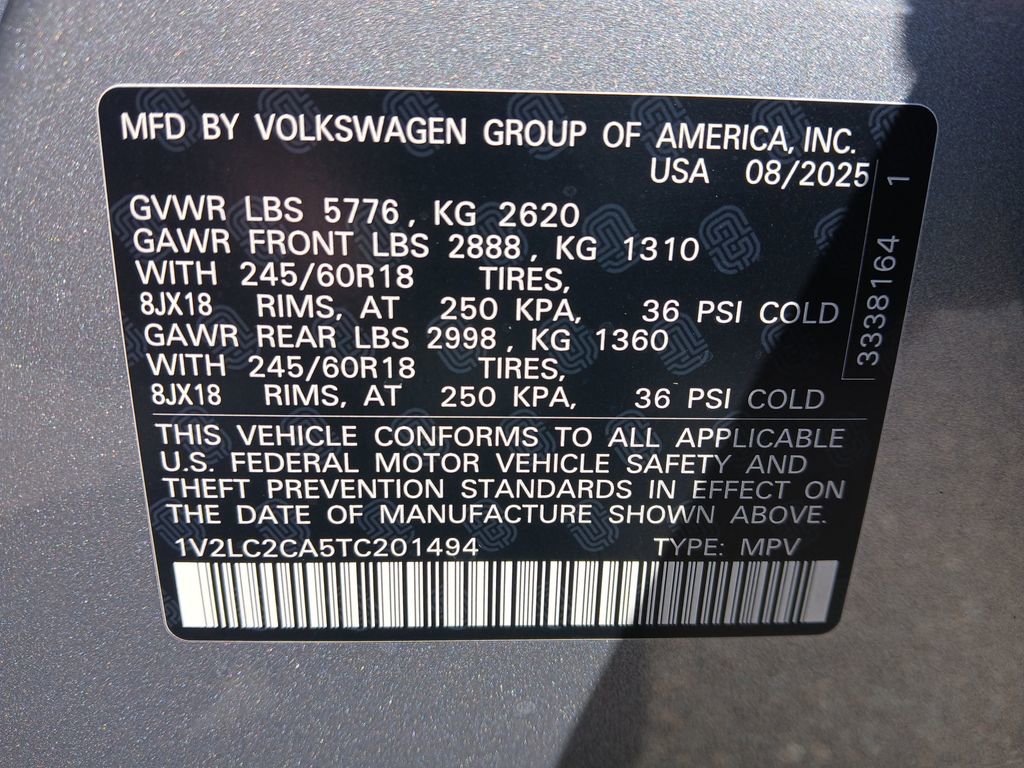 MFD BY VOLKSWAGEN GROUP OF AMERICA, INC.
USA 08/2025
GVWR LBS 5776, KG 2620
GAWR FRONT LBS 2888, KG 1310
WITH 245/60R18 TIRES,
8JX18 RIMS, AT 250 KPA, 36 PSI COLD
GAWR REAR LBS 2998, KG 1360
WITH 245/60R18 TIRES,
8JX18 RIMS, AT 250 KPA, 36 PSI COLD
3338164 1
THIS VEHICLE CONFORMS TO ALL APPLICABLE
U.S. FEDERAL MOTOR VEHICLE SAFETY AND
THEFT PREVENTION STANDARDS IN EFFECT ON
THE DATE OF MANUFACTURE SHOWN ABOVE.
1V2LC2CA5TC201494 TYPE: MPV